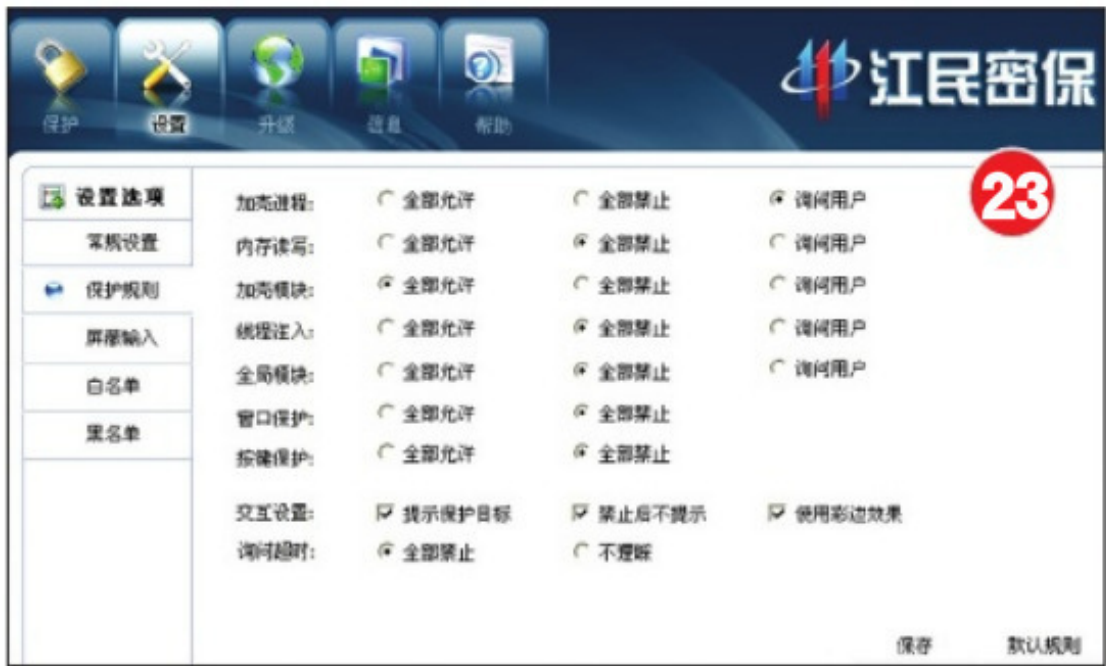 江民密保
保护 设置 升级 信息 帮助
23
设置选项
常规设置
保护规则
屏蔽输入
白名单
黑名单
加壳进程: 全部允许 全部禁止 询问用户
内存读写: 全部允许 全部禁止 询问用户
加壳模块: 全部允许 全部禁止 询问用户
线程注入: 全部允许 全部禁止 询问用户
全局模块: 全部允许 全部禁止 询问用户
窗口保护: 全部允许 全部禁止
按键保护: 全部允许 全部禁止
交互设置: 提示保护目标 禁止后不提示 使用彩边效果
询问超时: 全部禁止 不理睬
保存 默认规则